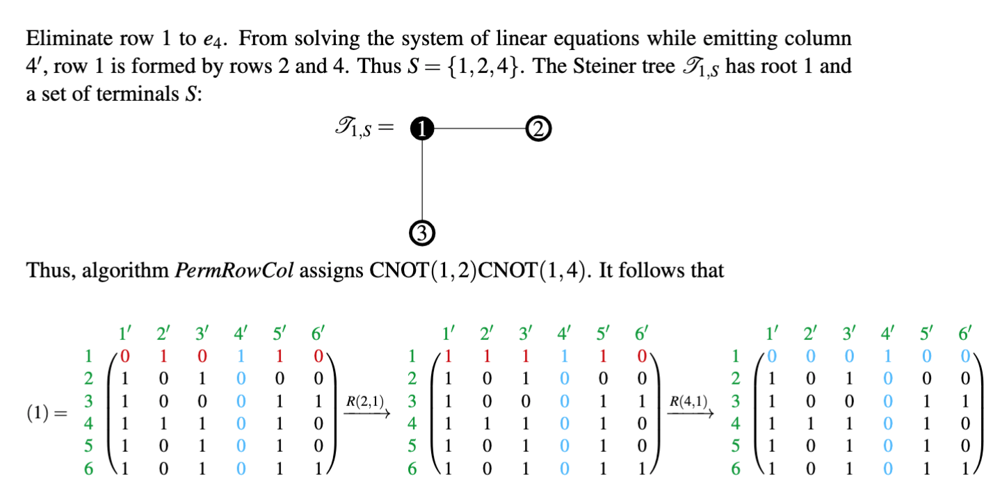 Eliminate row 1 to e₄. From solving the system of linear equations while emitting column
4′, row 1 is formed by rows 2 and 4. Thus S = {1,2,4}. The Steiner tree 𝒯₁,S has root 1 and
a set of terminals S:
𝒯₁,S = 1 2
3
Thus, algorithm PermRowCol assigns CNOT(1,2)CNOT(1,4). It follows that
1′ 2′ 3′ 4′ 5′ 6′ 1′ 2′ 3′ 4′ 5′ 6′ 1′ 2′ 3′ 4′ 5′ 6′
1 0 1 0 1 1 0 1 1 1 1 1 1 0 1 0 0 0 1 0 0
2 1 0 1 0 0 0 2 1 0 1 0 0 0 2 1 0 1 0 0 0
3 1 0 0 0 1 1 R(2,1) 3 1 0 0 0 1 1 R(4,1) 3 1 0 0 0 1 1
(1) =
4 1 1 1 0 1 0 4 1 1 1 0 1 0 4 1 1 1 0 1 0
5 1 0 1 0 1 0 5 1 0 1 0 1 0 5 1 0 1 0 1 0
6 1 0 1 0 1 1 6 1 0 1 0 1 1 6 1 0 1 0 1 1